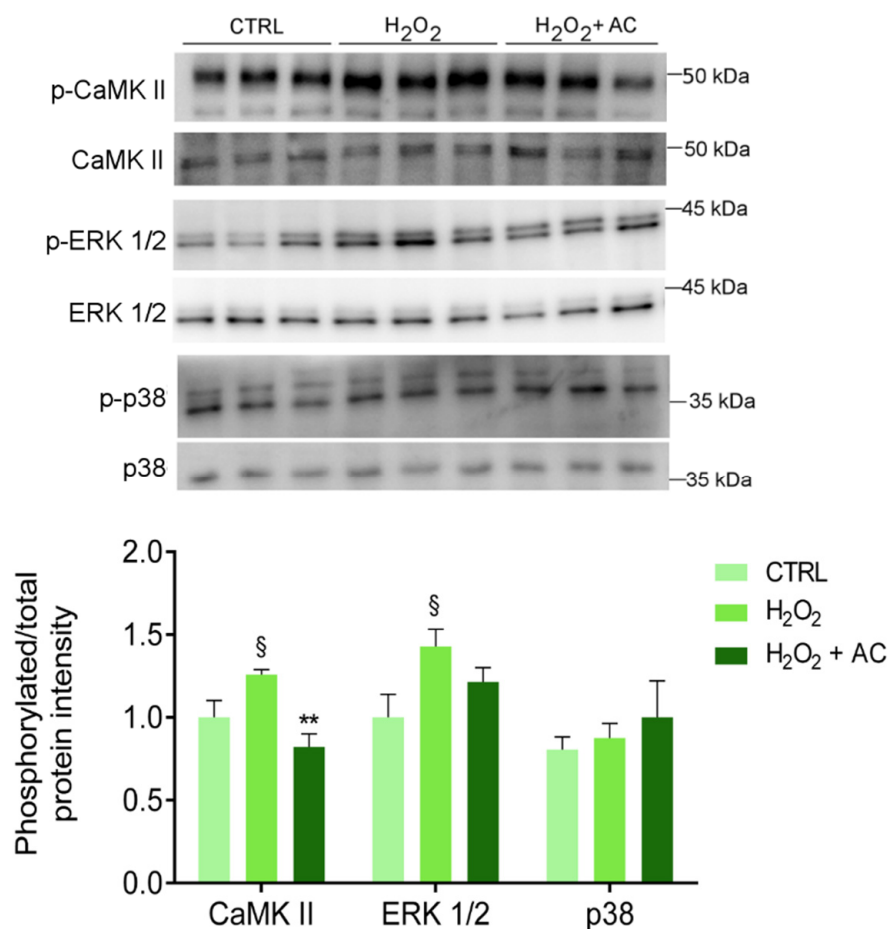 CTRL H₂O₂ H₂O₂+ AC
p-CaMK II 50 kDa
CaMK II 50 kDa
45 kDa
p-ERK 1/2
45 kDa
ERK 1/2
p-p38 35 kDa
p38 35 kDa
Phosphorylated/total
protein intensity
2.0
1.5
1.0
0.5
0.0
§
**
§
CaMK II ERK 1/2 p38
CTRL
H₂O₂
H₂O₂ + AC